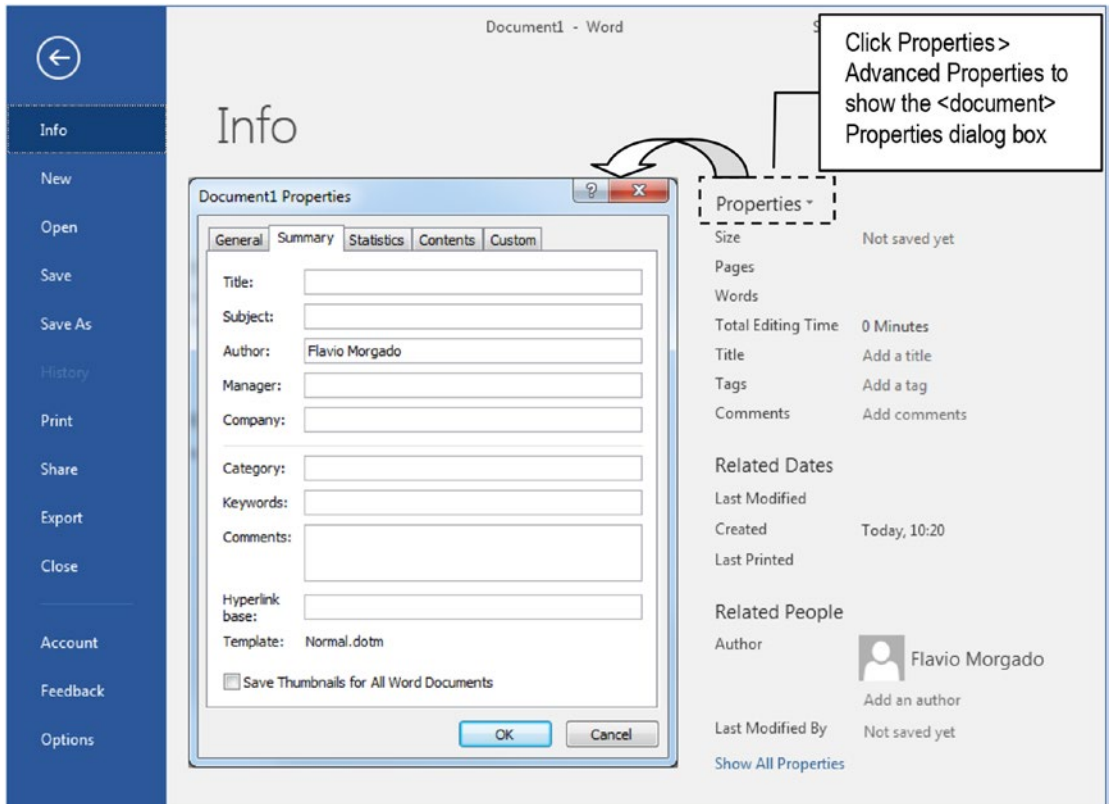 Document1 - Word
Click Properties >
Advanced Properties to
show the <document>
Properties dialog box
Info
New
Open
Save
Save As
History
Print
Share
Export
Close
Account
Feedback
Options
Info
Document1 Properties
?
General Summary Statistics Contents Custom
Title:
Subject:
Author: Flavio Morgado
Manager:
Company:
Category:
Keywords:
Comments:
Hyperlink
base:
Template: Normal.dotm
Save Thumbnails for All Word Documents
OK Cancel
Properties
Size Not saved yet
Pages
Words
Total Editing Time 0 Minutes
Title Add a title
Tags Add a tag
Comments Add comments
Related Dates
Last Modified
Created Today, 10:20
Last Printed
Related People
Author Flavio Morgado
Add an author
Last Modified By Not saved yet
Show All Properties